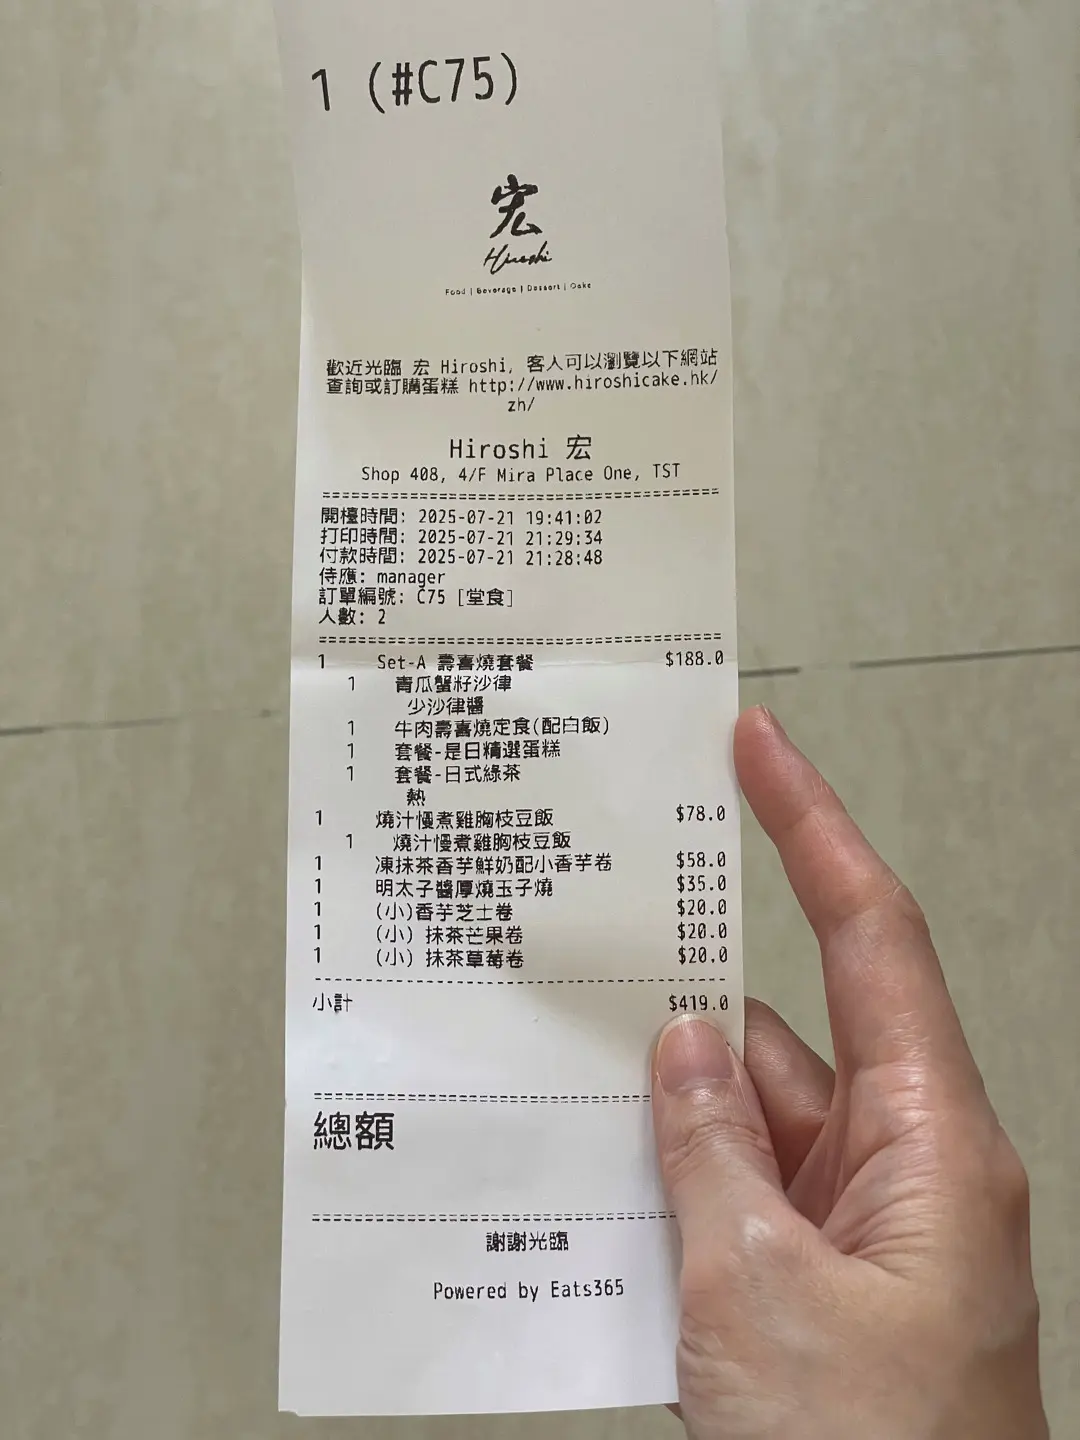 1 (#C75)
宏
Hiroshi
Food | Beverage | Dessert | Cake
歡近光臨 宏 Hiroshi, 客人可以瀏覽以下網站
查詢或訂購蛋糕 http://www.hiroshicake.hk/
zh/
Hiroshi 宏
Shop 408, 4/F Mira Place One, TST
開檯時間: 2025-07-21 19:41:02
打印時間: 2025-07-21 21:29:34
付款時間: 2025-07-21 21:28:48
侍應: manager
訂單編號: C75 [堂食]
人數: 2
1 Set-A 壽喜燒套餐 $188.0
1 青瓜蟹籽沙律
少沙律醬
1 牛肉壽喜燒定食(配白飯)
1 套餐-是日精選蛋糕
1 套餐-日式綠茶
熱
1 燒汁慢煮雞胸枝豆飯 $78.0
1 燒汁慢煮雞胸枝豆飯
1 凍抹茶香芋鮮奶配小香芋卷 $58.0
1 明太子醬厚燒玉子燒 $35.0
1 (小)香芋芝士卷 $20.0
1 (小) 抹茶芒果卷 $20.0
1 (小) 抹茶草莓卷 $20.0
小計 $419.0
總額
謝謝光臨
Powered by Eats365